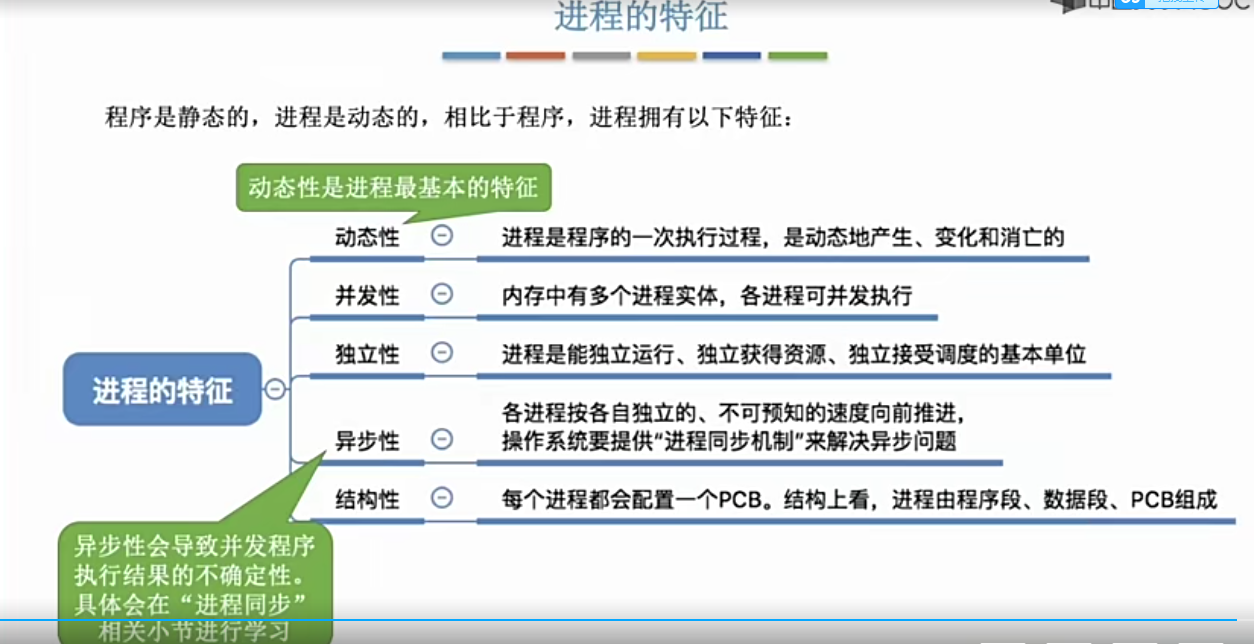 进程的特征
程序是静态的，进程是动态的，相比于程序，进程拥有以下特征：
动态性是进程最基本的特征
动态性
进程是程序的一次执行过程，是动态地产生、变化和消亡的
并发性
内存中有多个进程实体，各进程可并发执行
独立性
进程是能独立运行、独立获得资源、独立接受调度的基本单位
进程的特征
异步性
各进程按各自独立的、不可预知的速度向前推进，
操作系统要提供“进程同步机制”来解决异步问题
结构性
每个进程都会配置一个PCB。结构上看，进程由程序段、数据段、PCB组成
异步性会导致并发程序
执行结果的不确定性。
具体会在“进程同步”
相关小节进行学习